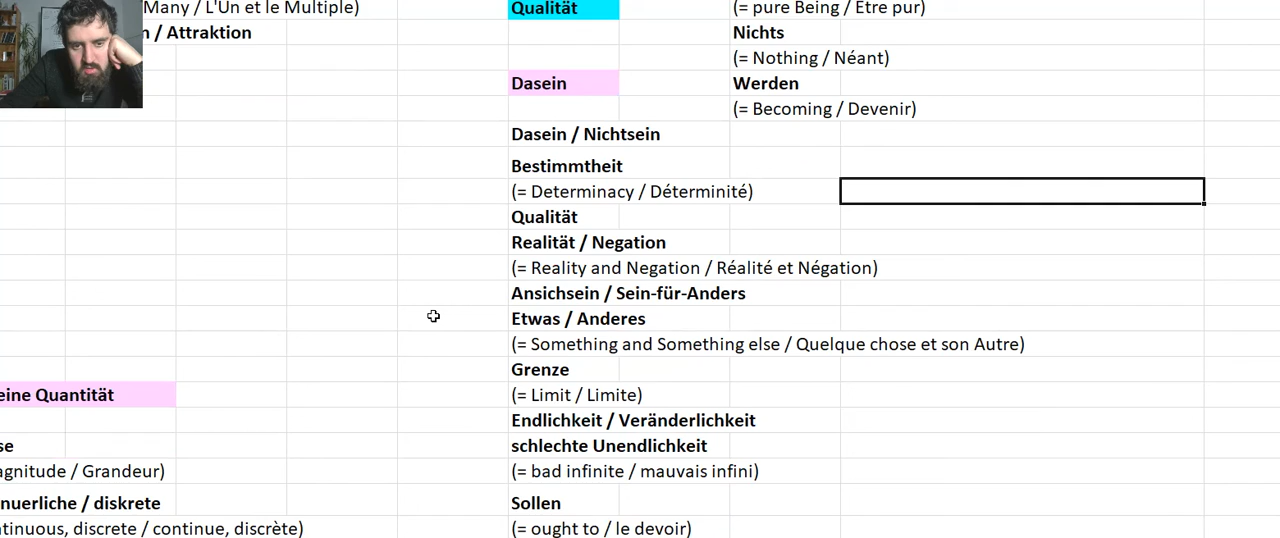 Many / L'Un et le Multiple)
n / Attraktion
eine Quantität
se
agnitude / Grandeur)
nuerliche / diskrete
ntinuous, discrete / continue, discrète)
Qualität
Dasein
Dasein / Nichtsein
Bestimmtheit
(= Determinacy / Déterminité)
Qualität
Realität / Negation
(= Reality and Negation / Réalité et Négation)
Ansichsein / Sein-für-Anders
Etwas / Anderes
(= Something and Something else / Quelque chose et son Autre)
Grenze
(= Limit / Limite)
Endlichkeit / Veränderlichkeit
schlechte Unendlichkeit
(= bad infinite / mauvais infini)
Sollen
(= ought to / le devoir)
(= pure Being / Etre pur)
Nichts
(= Nothing / Néant)
Werden
(= Becoming / Devenir)